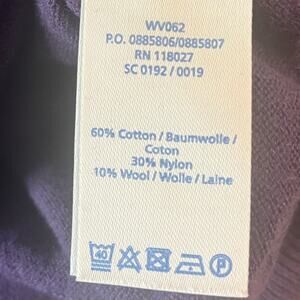 WV062
P.O. 0885806/0885807
RN 118027
SC 0192 / 0019
60% Cotton / Baumwolle /
Coton
30% Nylon
10% Wool / Wolle / Laine
40 P